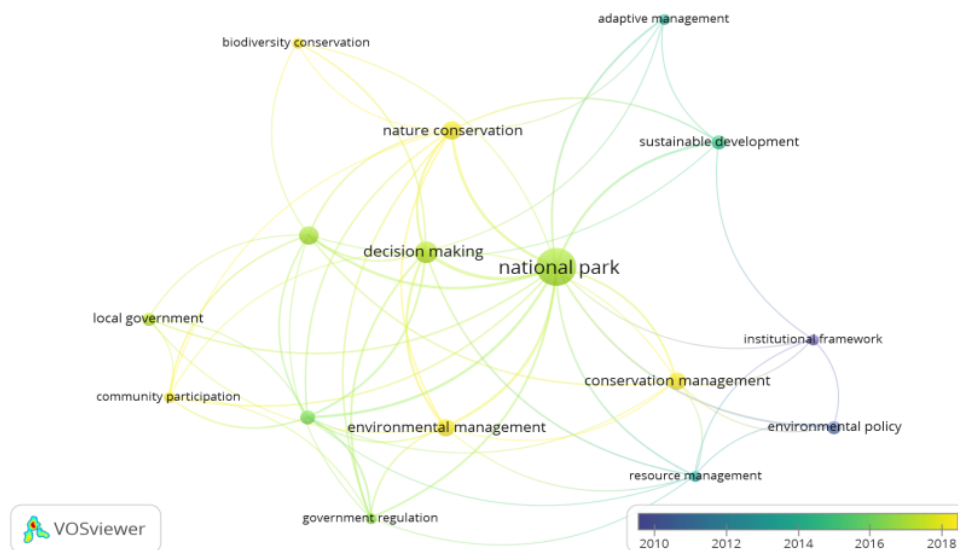 adaptive management
biodiversity conservation
nature conservation
sustainable development
decision making
national park
local government
institutional framework
conservation management
community participation
environmental management
environmental policy
resource management
government regulation
VOSviewer
2010 2012 2014 2016 2018